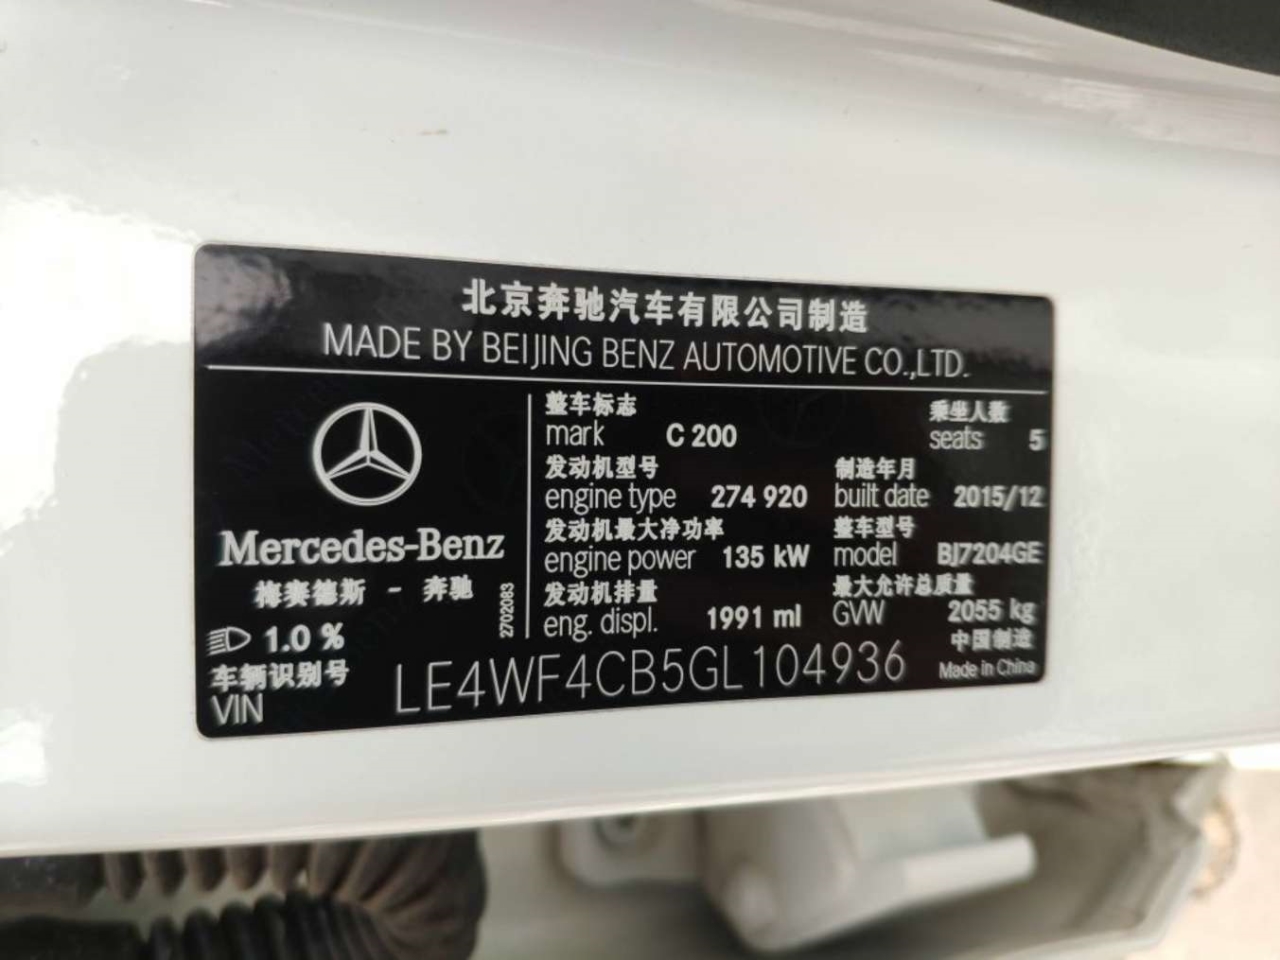 北京奔驰汽车有限公司制造
MADE BY BEIJING BENZ AUTOMOTIVE CO.,LTD.
整车标志 乘坐人数
mark C 200 seats 5
发动机型号 制造年月
engine type 274 920 built date 2015/12
发动机最大净功率 整车型号
engine power 135 kW model BJ7204GE
发动机排量 最大允许总质量
eng. displ. 1991 ml GVW 2055 kg
Mercedes-Benz
梅赛德斯 - 奔驰
2702083
1.0 %
中国制造
Made in China
车辆识别号
VIN LE4WF4CB5GL104936